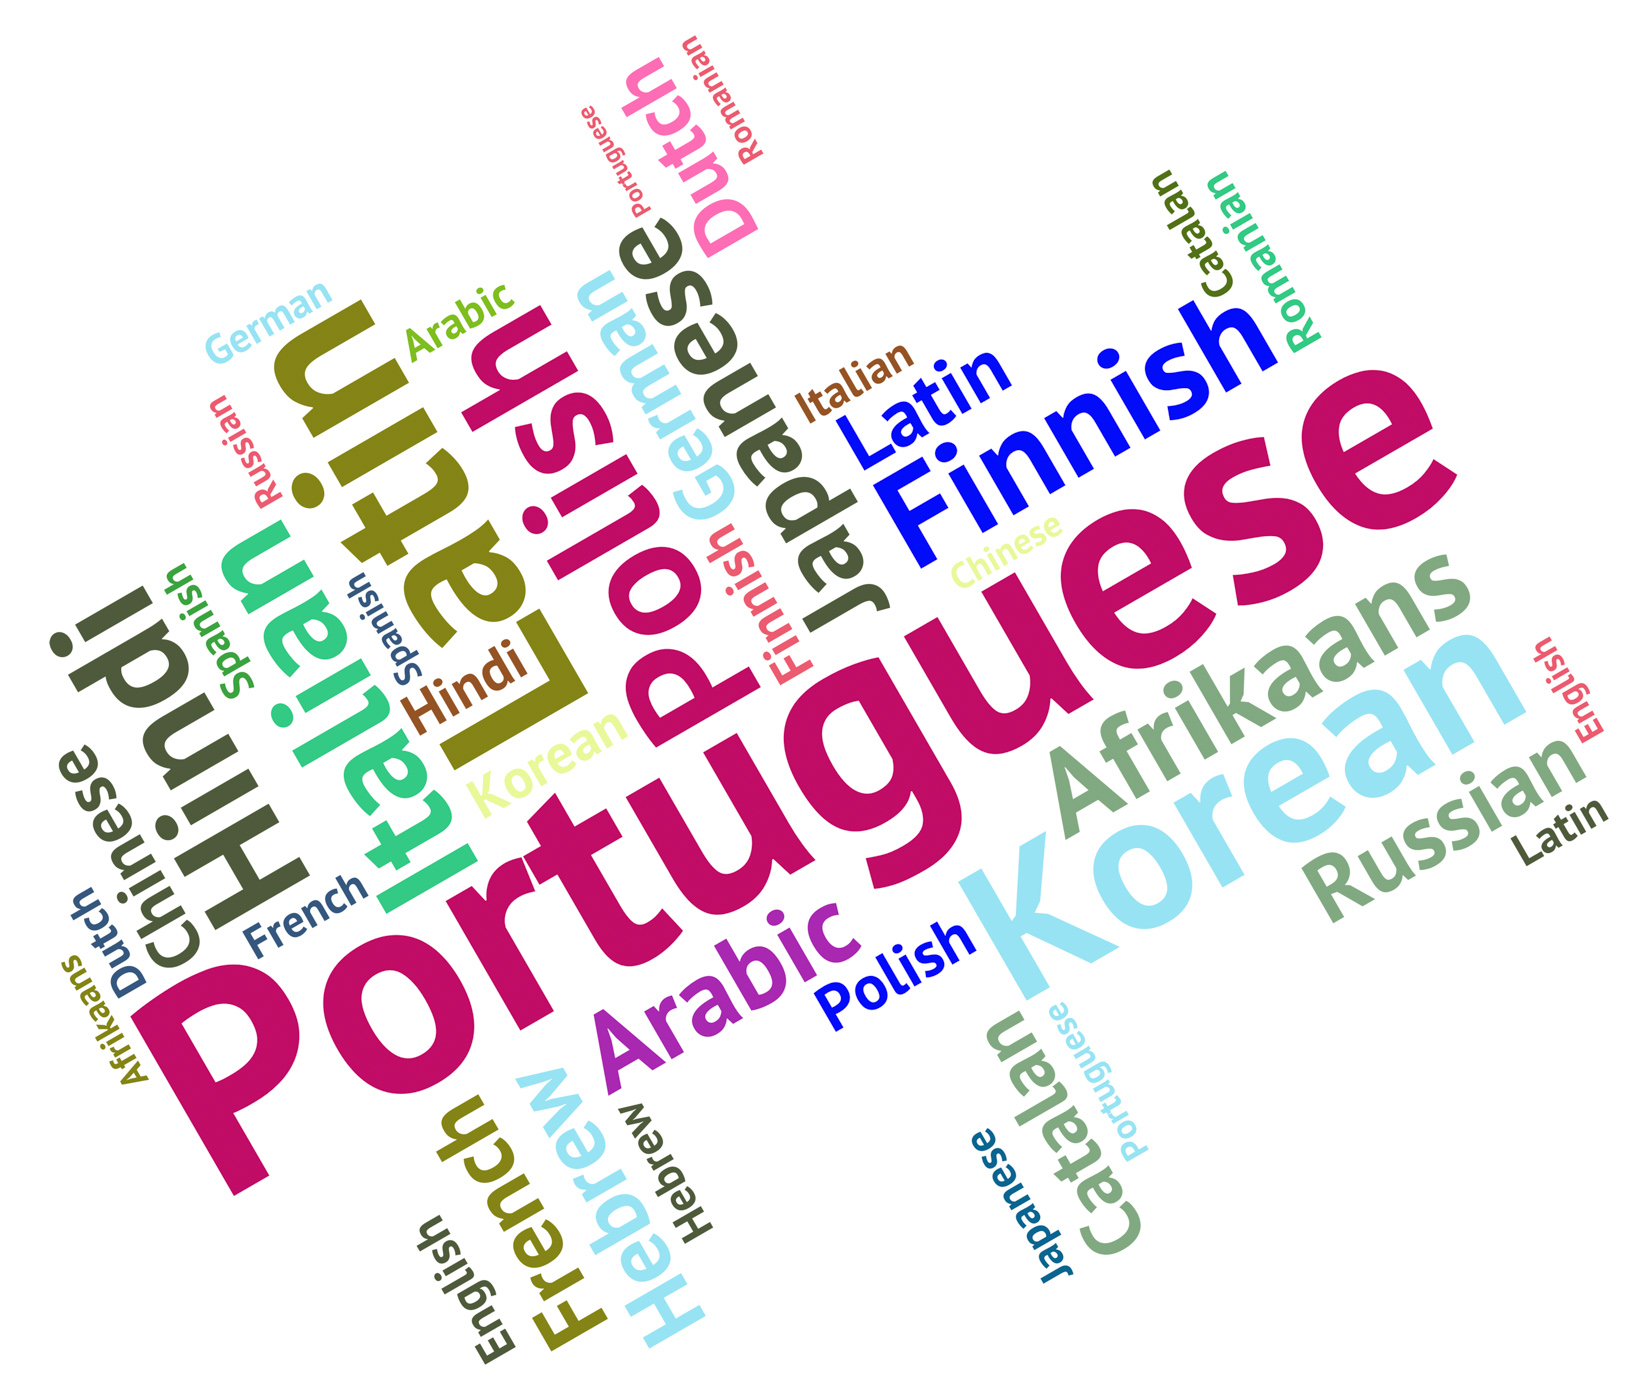 Romanian
Dutch
Portuguese
Catalan
Romanian
Japanese
German
German
Arabic
Latin
Polish
Italian
Latin
Finnish
Russian
Italian
Spanish
Spanish
Hindi
Hindi
Finnish
Chinese
Portuguese
Korean
Afrikaans
Korean
English
Russian
Latin
Chinese
French
Dutch
Afrikaans
Arabic
Polish
French
Hebrew
Hebrew
English
Catalan
Portuguese
Japanese